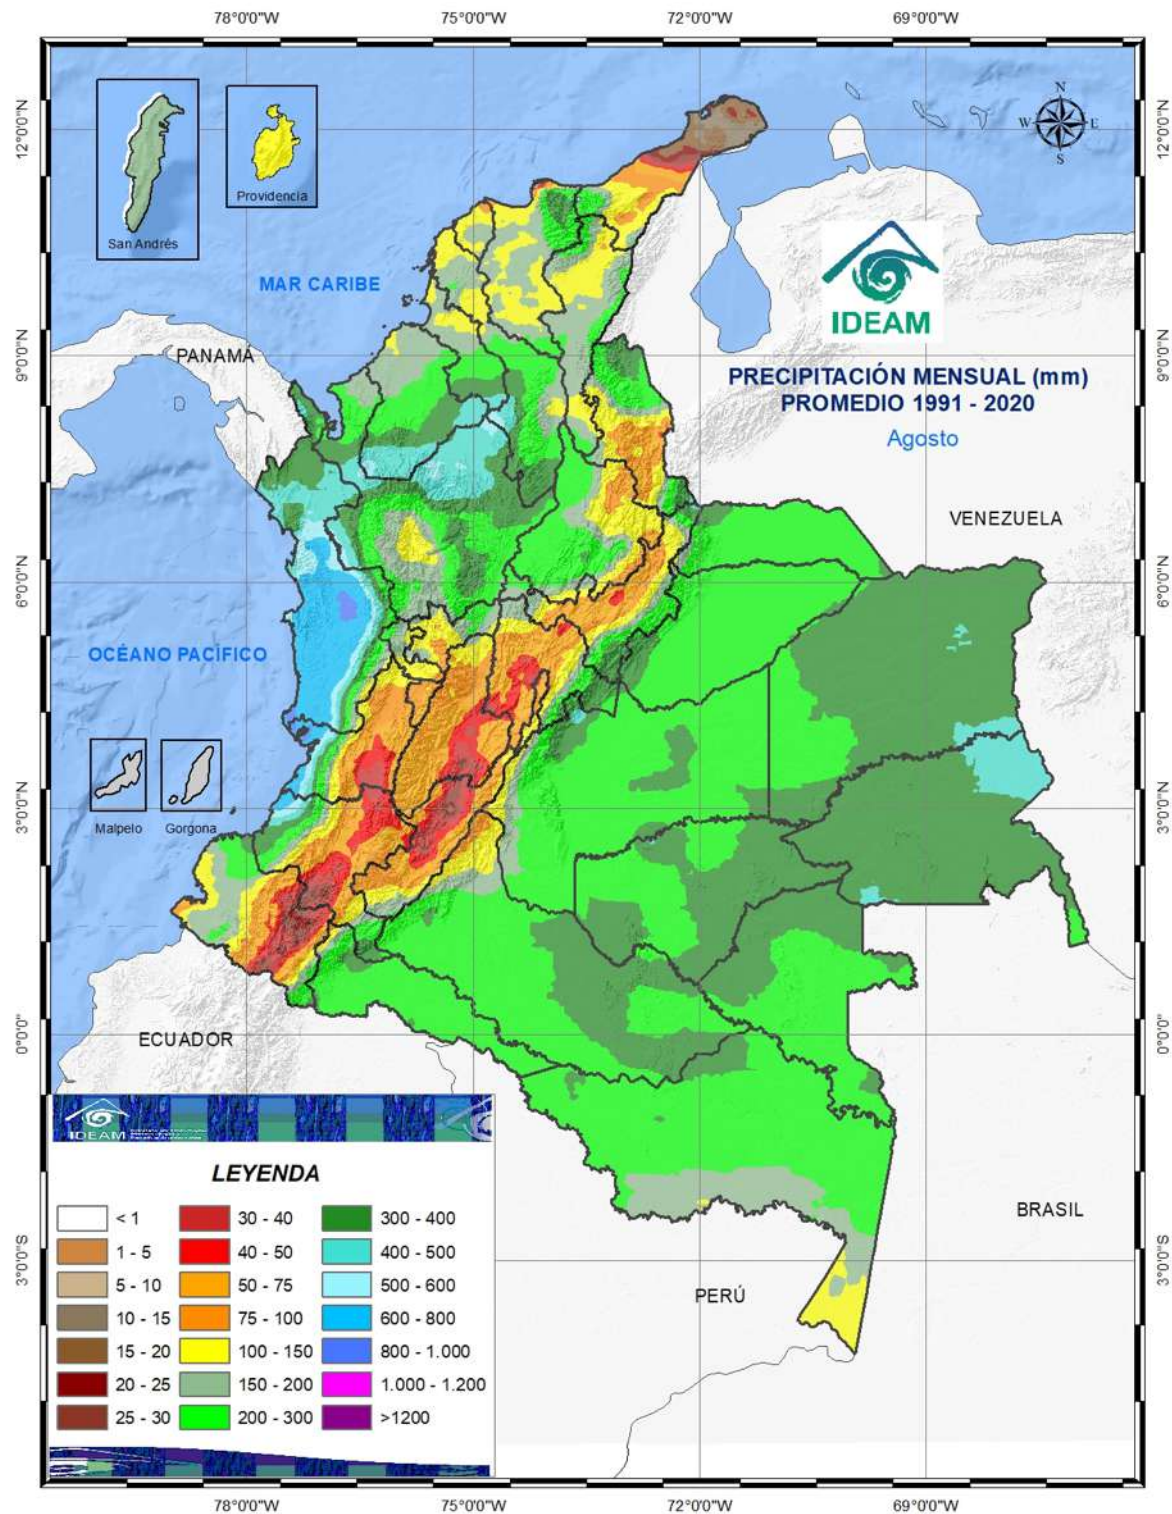 78°0'0"W 75°0'0"W 72°0'0"W 69°0'0"W
12°0'0"N
12°0'0"N
N
W E
S
San Andrés
Providencia
MAR CARIBE
IDEAM
PANAMÁ
9°0'0"N
9°0'0"N
PRECIPITACIÓN MENSUAL (mm)
PROMEDIO 1991 - 2020
Agosto
VENEZUELA
6°0'0"N
6°0'0"N
OCÉANO PACÍFICO
Malpelo
Gorgona
3°0'0"N
3°0'0"N
ECUADOR
0°0'0"
0°0'0"
IDEAM
LEYENDA
< 1
1 - 5
5 - 10
10 - 15
15 - 20
20 - 25
25 - 30
30 - 40
40 - 50
50 - 75
75 - 100
100 - 150
150 - 200
200 - 300
300 - 400
400 - 500
500 - 600
600 - 800
800 - 1.000
1.000 - 1.200
>1200
BRASIL
3°0'0"S
3°0'0"S
PERÚ
78°0'0"W 75°0'0"W 72°0'0"W 69°0'0"W